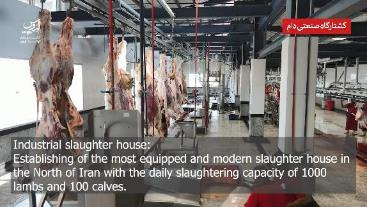 کشتارگاه صنعتی دام
Industrial slaughter house:
Establishing of the most equipped and modern slaughter house in
the North of Iran with the daily slaughtering capacity of 1000
lambs and 100 calves.